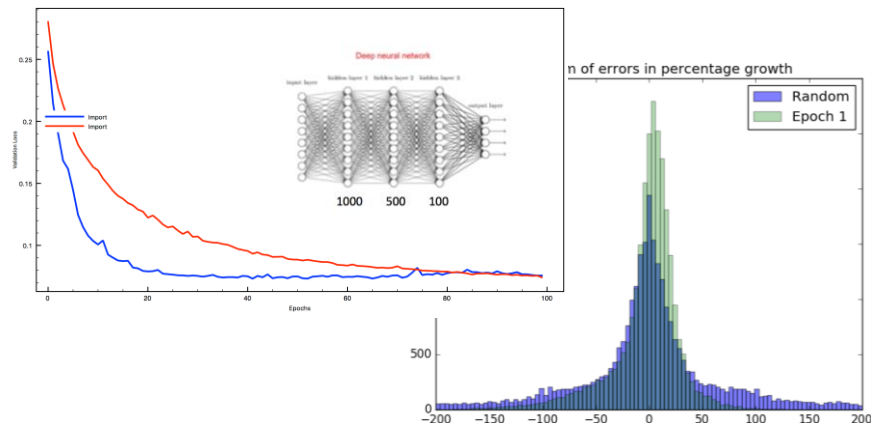 Deep neural network
input layer
hidden layer 1 hidden layer 2 hidden layer 3
output layer
1000 500 100
Import
Import
Validation Loss
0.25
0.2
0.15
0.1
0 20 40 60 80 100
Epochs
m of errors in percentage growth
Random
Epoch 1
500
0
−200 −150 −100 −50 0 50 100 150 200